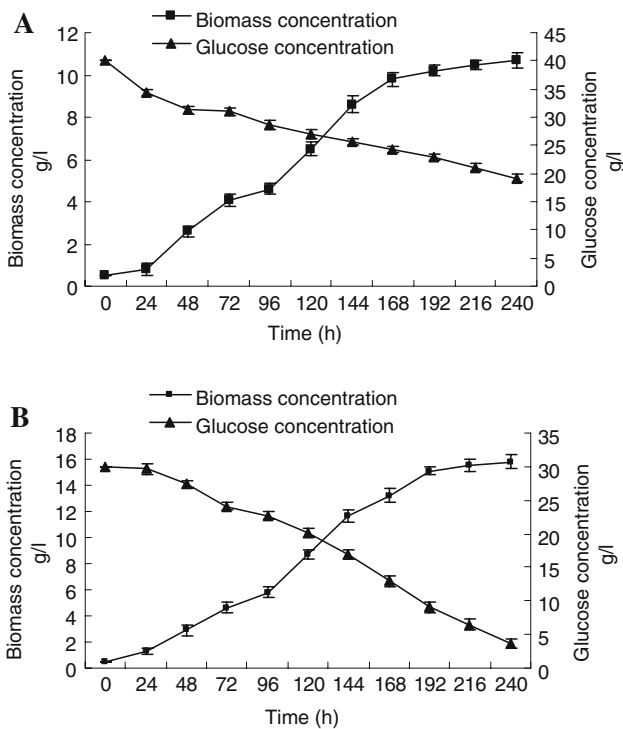 A
Biomass concentration
Glucose concentration
Biomass concentration
g/l
12
10
8
6
4
2
0
45
40
35
30
25
20
15
10
5
0
Glucose concentration
g/l
0 24 48 72 96 120 144 168 192 216 240
Time (h)
B
Biomass concentration
Glucose concentration
Biomass concentration
g/l
18
16
14
12
10
8
6
4
2
0
35
30
25
20
15
10
5
0
Glucose concentration
g/l
0 24 48 72 96 120 144 168 192 216 240
Time (h)